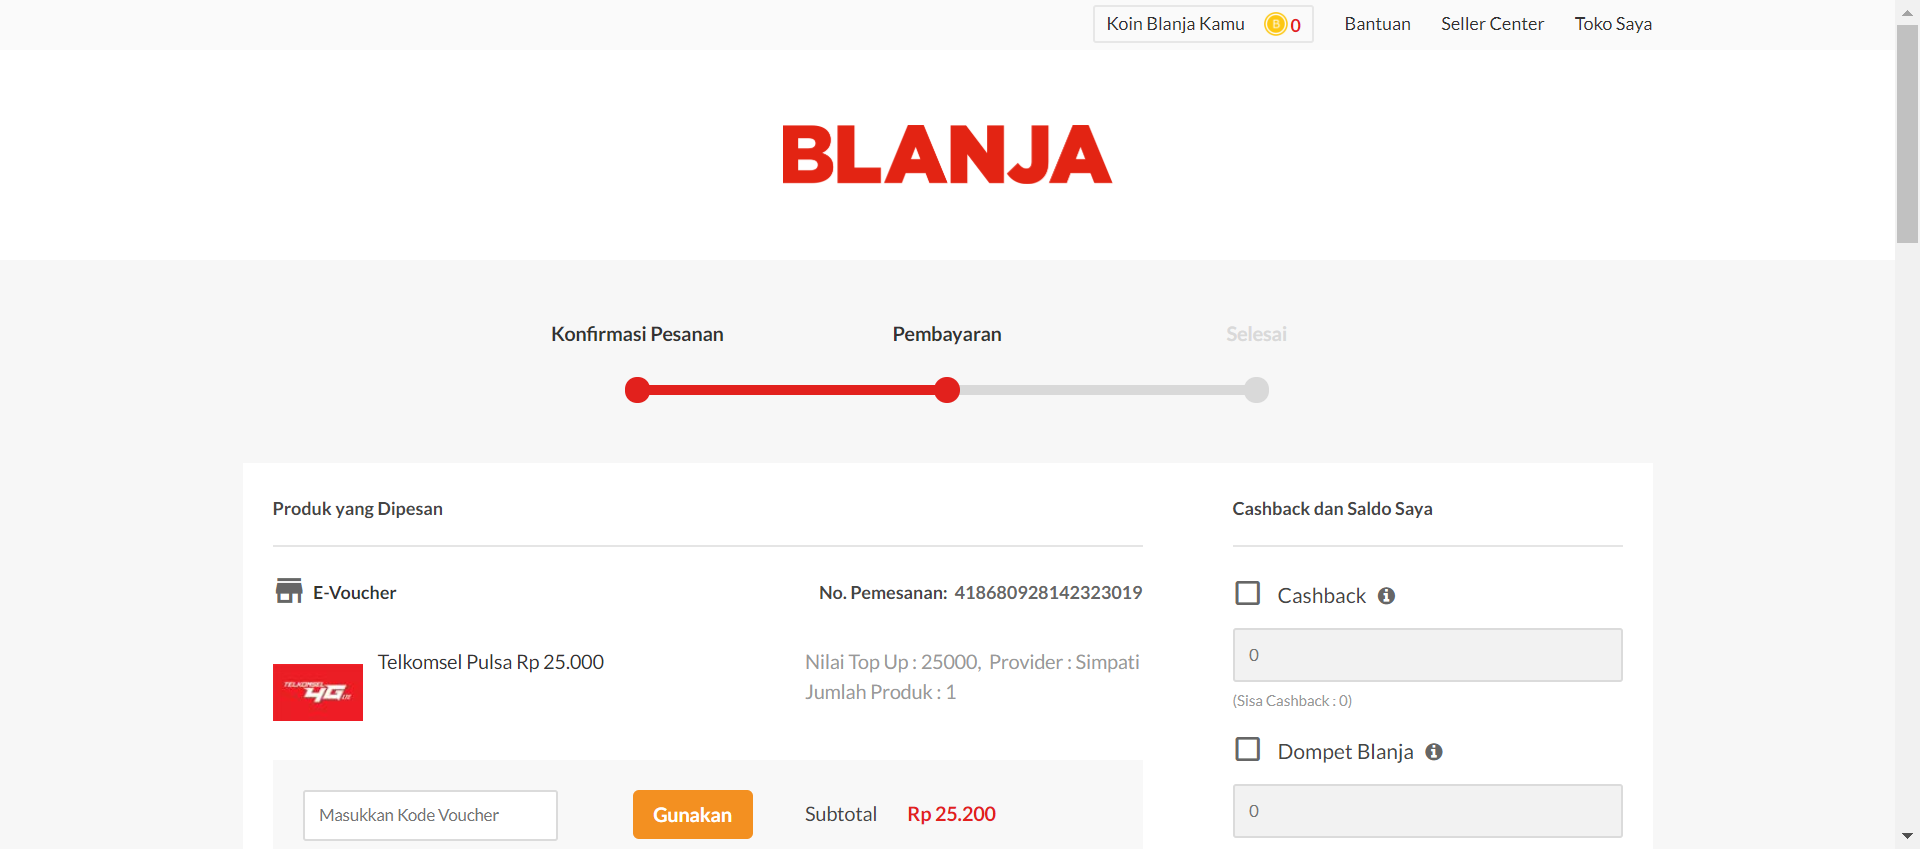 Koin Blanja Kamu B 0 Bantuan Seller Center Toko Saya
BLANJA
Konfirmasi Pesanan Pembayaran Selesai
Produk yang Dipesan
E-Voucher No. Pemesanan: 418680928142323019
TELKOMSEL
4G LTE
Telkomsel Pulsa Rp 25.000
Nilai Top Up : 25000, Provider : Simpati
Jumlah Produk : 1
Masukkan Kode Voucher Gunakan Subtotal Rp 25.200
Cashback dan Saldo Saya
Cashback
0
(Sisa Cashback : 0)
Dompet Blanja
0